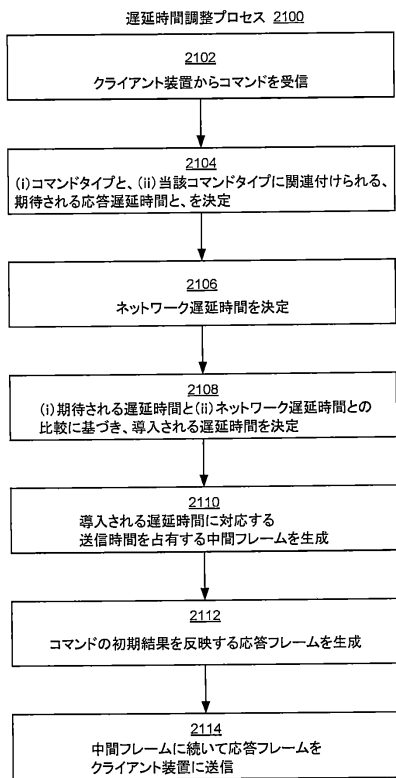 遅延時間調整プロセス 2100
2102
クライアント装置からコマンドを受信
2104
(i)コマンドタイプと、(ii)当該コマンドタイプに関連付けられる、
期待される応答遅延時間と、を決定
2106
ネットワーク遅延時間を決定
2108
(i)期待される遅延時間と(ii)ネットワーク遅延時間との
比較に基づき、導入される遅延時間を決定
2110
導入される遅延時間に対応する
送信時間を占有する中間フレームを生成
2112
コマンドの初期結果を反映する応答フレームを生成
2114
中間フレームに続いて応答フレームを
クライアント装置に送信